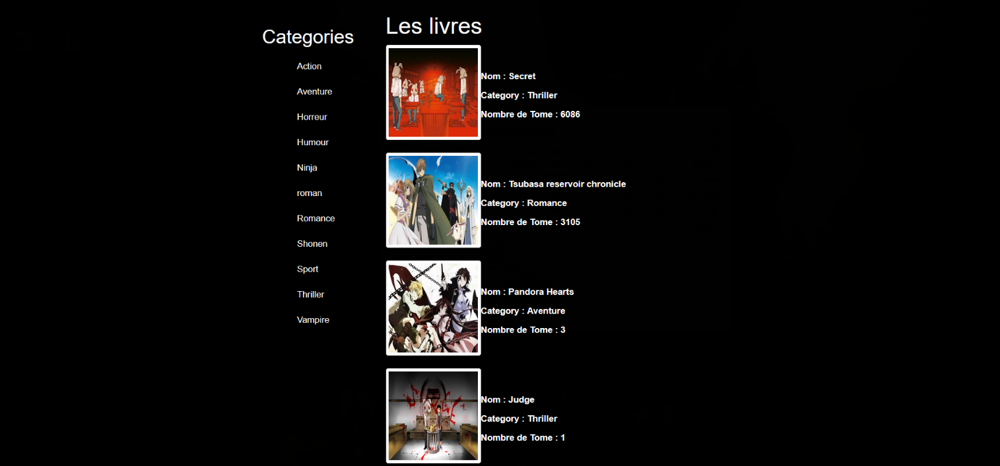 Categories
Action
Aventure
Horreur
Humour
Ninja
roman
Romance
Shonen
Sport
Thriller
Vampire
Les livres
Nom : Secret
Category : Thriller
Nombre de Tome : 6086
Nom : Tsubasa reservoir chronicle
Category : Romance
Nombre de Tome : 3105
Nom : Pandora Hearts
Category : Aventure
Nombre de Tome : 3
Nom : Judge
Category : Thriller
Nombre de Tome : 1